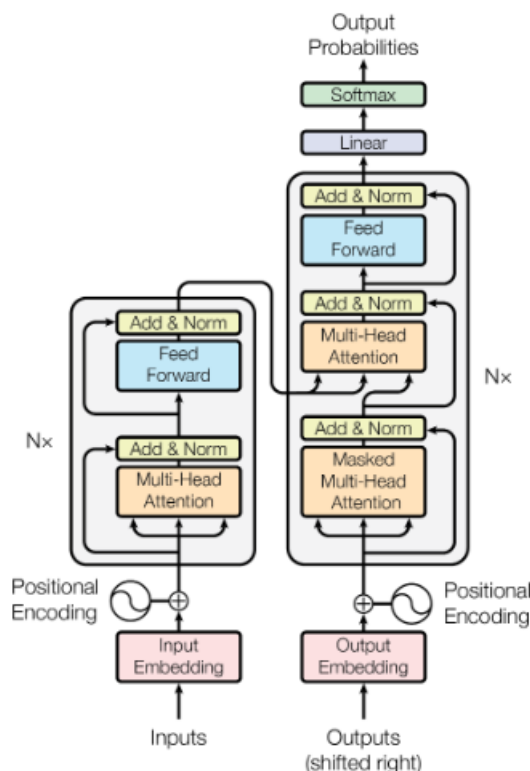 Output
Probabilities
Softmax
Linear
Add & Norm
Feed
Forward
Add & Norm
Multi-Head
Attention
Add & Norm
Masked
Multi-Head
Attention
N×
Add & Norm
Feed
Forward
Add & Norm
Multi-Head
Attention
N×
Positional
Encoding
Positional
Encoding
Input
Embedding
Output
Embedding
Inputs
Outputs
(shifted right)